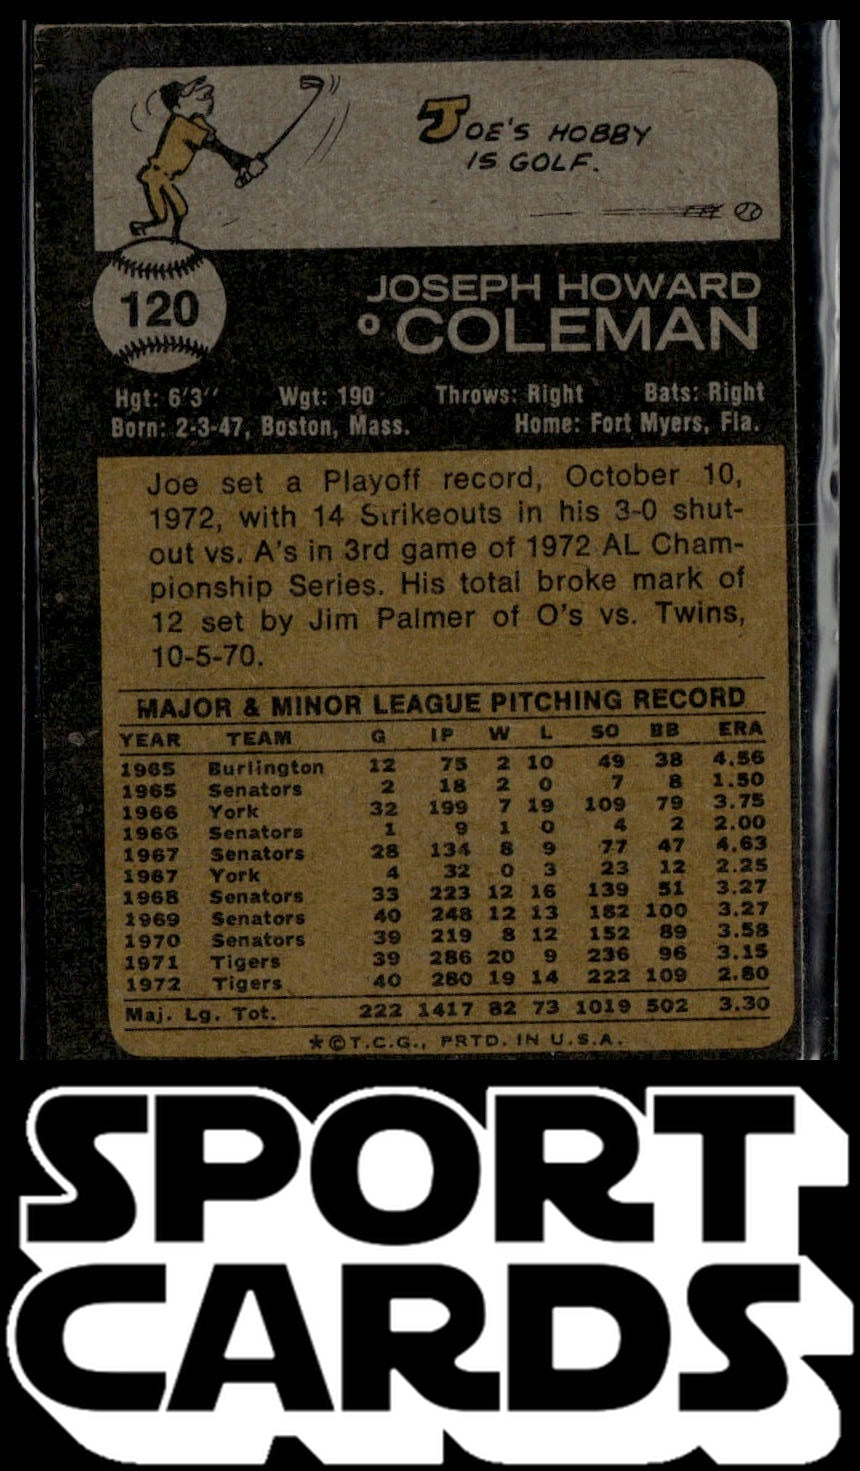 JOE'S HOBBY
IS GOLF.
120
JOSEPH HOWARD
COLEMAN
Hgt: 6'3'' Wgt: 190 Throws: Right Bats: Right
Born: 2-3-47, Boston, Mass. Home: Fort Myers, Fla.
Joe set a Playoff record, October 10,
1972, with 14 Strikeouts in his 3-0 shut-
out vs. A's in 3rd game of 1972 AL Cham-
pionship Series. His total broke mark of
12 set by Jim Palmer of O's vs. Twins,
10-5-70.
MAJOR & MINOR LEAGUE PITCHING RECORD
YEAR TEAM G IP W L SO BB ERA
1965 Burlington 12 75 2 10 49 38 4.56
1965 Senators 2 18 2 0 7 8 1.50
1966 York 32 199 7 19 109 79 3.75
1966 Senators 1 9 1 0 4 2 2.00
1967 Senators 28 134 8 9 77 47 4.63
1967 York 4 32 0 3 23 12 2.25
1968 Senators 33 223 12 16 139 51 3.27
1969 Senators 40 248 12 13 182 100 3.27
1970 Senators 39 219 8 12 152 89 3.58
1971 Tigers 39 286 20 9 236 96 3.15
1972 Tigers 40 280 19 14 222 109 2.80
Maj. Lg. Tot. 222 1417 82 73 1019 502 3.30
*©T.C.G., PRTD. IN U.S.A.
SPORT
CARDS